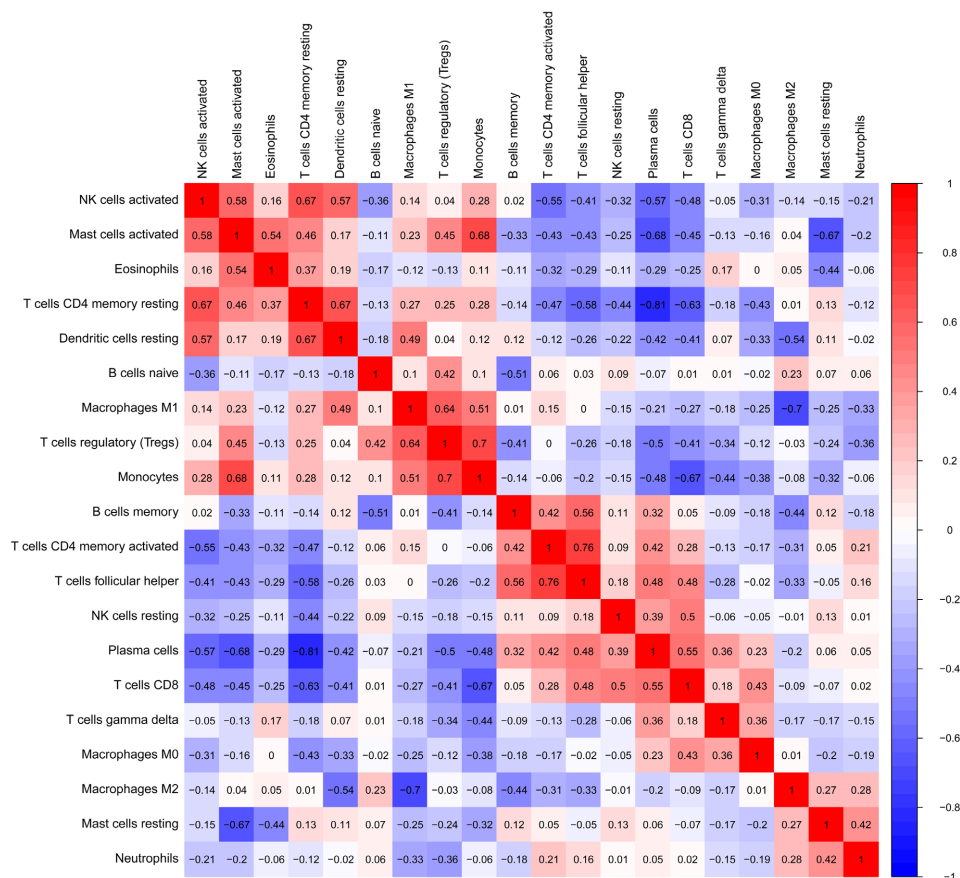 NK cells activated
Mast cells activated
Eosinophils
T cells CD4 memory resting
Dendritic cells resting
B cells naive
Macrophages M1
T cells regulatory (Tregs)
Monocytes
B cells memory
T cells CD4 memory activated
T cells follicular helper
NK cells resting
Plasma cells
T cells CD8
T cells gamma delta
Macrophages M0
Macrophages M2
Mast cells resting
Neutrophils
NK cells activated 1 0.58 0.16 0.67 0.57 −0.36 0.14 0.04 0.28 0.02 −0.55 −0.41 −0.32 −0.57 −0.48 −0.05 −0.31 −0.14 −0.15 −0.21
Mast cells activated 0.58 1 0.54 0.46 0.17 −0.11 0.23 0.45 0.68 −0.33 −0.43 −0.43 −0.25 −0.68 −0.45 −0.13 −0.16 0.04 −0.67 −0.2
Eosinophils 0.16 0.54 1 0.37 0.19 −0.17 −0.12 −0.13 0.11 −0.11 −0.32 −0.29 −0.11 −0.29 −0.25 0.17 0 0.05 −0.44 −0.06
T cells CD4 memory resting 0.67 0.46 0.37 1 0.67 −0.13 0.27 0.25 0.28 −0.14 −0.47 −0.58 −0.44 −0.81 −0.63 −0.18 −0.43 0.01 0.13 −0.12
Dendritic cells resting 0.57 0.17 0.19 0.67 1 −0.18 0.49 0.04 0.12 0.12 −0.12 −0.26 −0.22 −0.42 −0.41 0.07 −0.33 −0.54 0.11 −0.02
B cells naive −0.36 −0.11 −0.17 −0.13 −0.18 1 0.1 0.42 0.1 −0.51 0.06 0.03 0.09 −0.07 0.01 0.01 −0.02 0.23 0.07 0.06
Macrophages M1 0.14 0.23 −0.12 0.27 0.49 0.1 1 0.64 0.51 0.01 0.15 0 −0.15 −0.21 −0.27 −0.18 −0.25 −0.7 −0.25 −0.33
T cells regulatory (Tregs) 0.04 0.45 −0.13 0.25 0.04 0.42 0.64 1 0.7 −0.41 0 −0.26 −0.18 −0.5 −0.41 −0.34 −0.12 −0.03 −0.24 −0.36
Monocytes 0.28 0.68 0.11 0.28 0.12 0.1 0.51 0.7 1 −0.14 −0.06 −0.2 −0.15 −0.48 −0.67 −0.44 −0.38 −0.08 −0.32 −0.06
B cells memory 0.02 −0.33 −0.11 −0.14 0.12 −0.51 0.01 −0.41 −0.14 1 0.42 0.56 0.11 0.32 0.05 −0.09 −0.18 −0.44 0.12 −0.18
T cells CD4 memory activated −0.55 −0.43 −0.32 −0.47 −0.12 0.06 0.15 0 −0.06 0.42 1 0.76 0.09 0.42 0.28 −0.13 −0.17 −0.31 0.05 0.21
T cells follicular helper −0.41 −0.43 −0.29 −0.58 −0.26 0.03 0 −0.26 −0.2 0.56 0.76 1 0.18 0.48 0.48 −0.28 −0.02 −0.33 −0.05 0.16
NK cells resting −0.32 −0.25 −0.11 −0.44 −0.22 0.09 −0.15 −0.18 −0.15 0.11 0.09 0.18 1 0.39 0.5 −0.06 −0.05 −0.01 0.13 0.01
Plasma cells −0.57 −0.68 −0.29 −0.81 −0.42 −0.07 −0.21 −0.5 −0.48 0.32 0.42 0.48 0.39 1 0.55 0.36 0.23 −0.2 0.06 0.05
T cells CD8 −0.48 −0.45 −0.25 −0.63 −0.41 0.01 −0.27 −0.41 −0.67 0.05 0.28 0.48 0.5 0.55 1 0.18 0.43 −0.09 −0.07 0.02
T cells gamma delta −0.05 −0.13 0.17 −0.18 0.07 0.01 −0.18 −0.34 −0.44 −0.09 −0.13 −0.28 −0.06 0.36 0.18 1 0.36 −0.17 −0.17 −0.15
Macrophages M0 −0.31 −0.16 0 −0.43 −0.33 −0.02 −0.25 −0.12 −0.38 −0.18 −0.17 −0.02 −0.05 0.23 0.43 0.36 1 0.01 −0.2 −0.19
Macrophages M2 −0.14 0.04 0.05 0.01 −0.54 0.23 −0.7 −0.03 −0.08 −0.44 −0.31 −0.33 −0.01 −0.2 −0.09 −0.17 0.01 1 0.27 0.28
Mast cells resting −0.15 −0.67 −0.44 0.13 0.11 0.07 −0.25 −0.24 −0.32 0.12 0.05 −0.05 0.13 0.06 −0.07 −0.17 −0.2 0.27 1 0.42
Neutrophils −0.21 −0.2 −0.06 −0.12 −0.02 0.06 −0.33 −0.36 −0.06 −0.18 0.21 0.16 0.01 0.05 0.02 −0.15 −0.19 0.28 0.42 1
1
0.8
0.6
0.4
0.2
0
−0.2
−0.4
−0.6
−0.8
−1